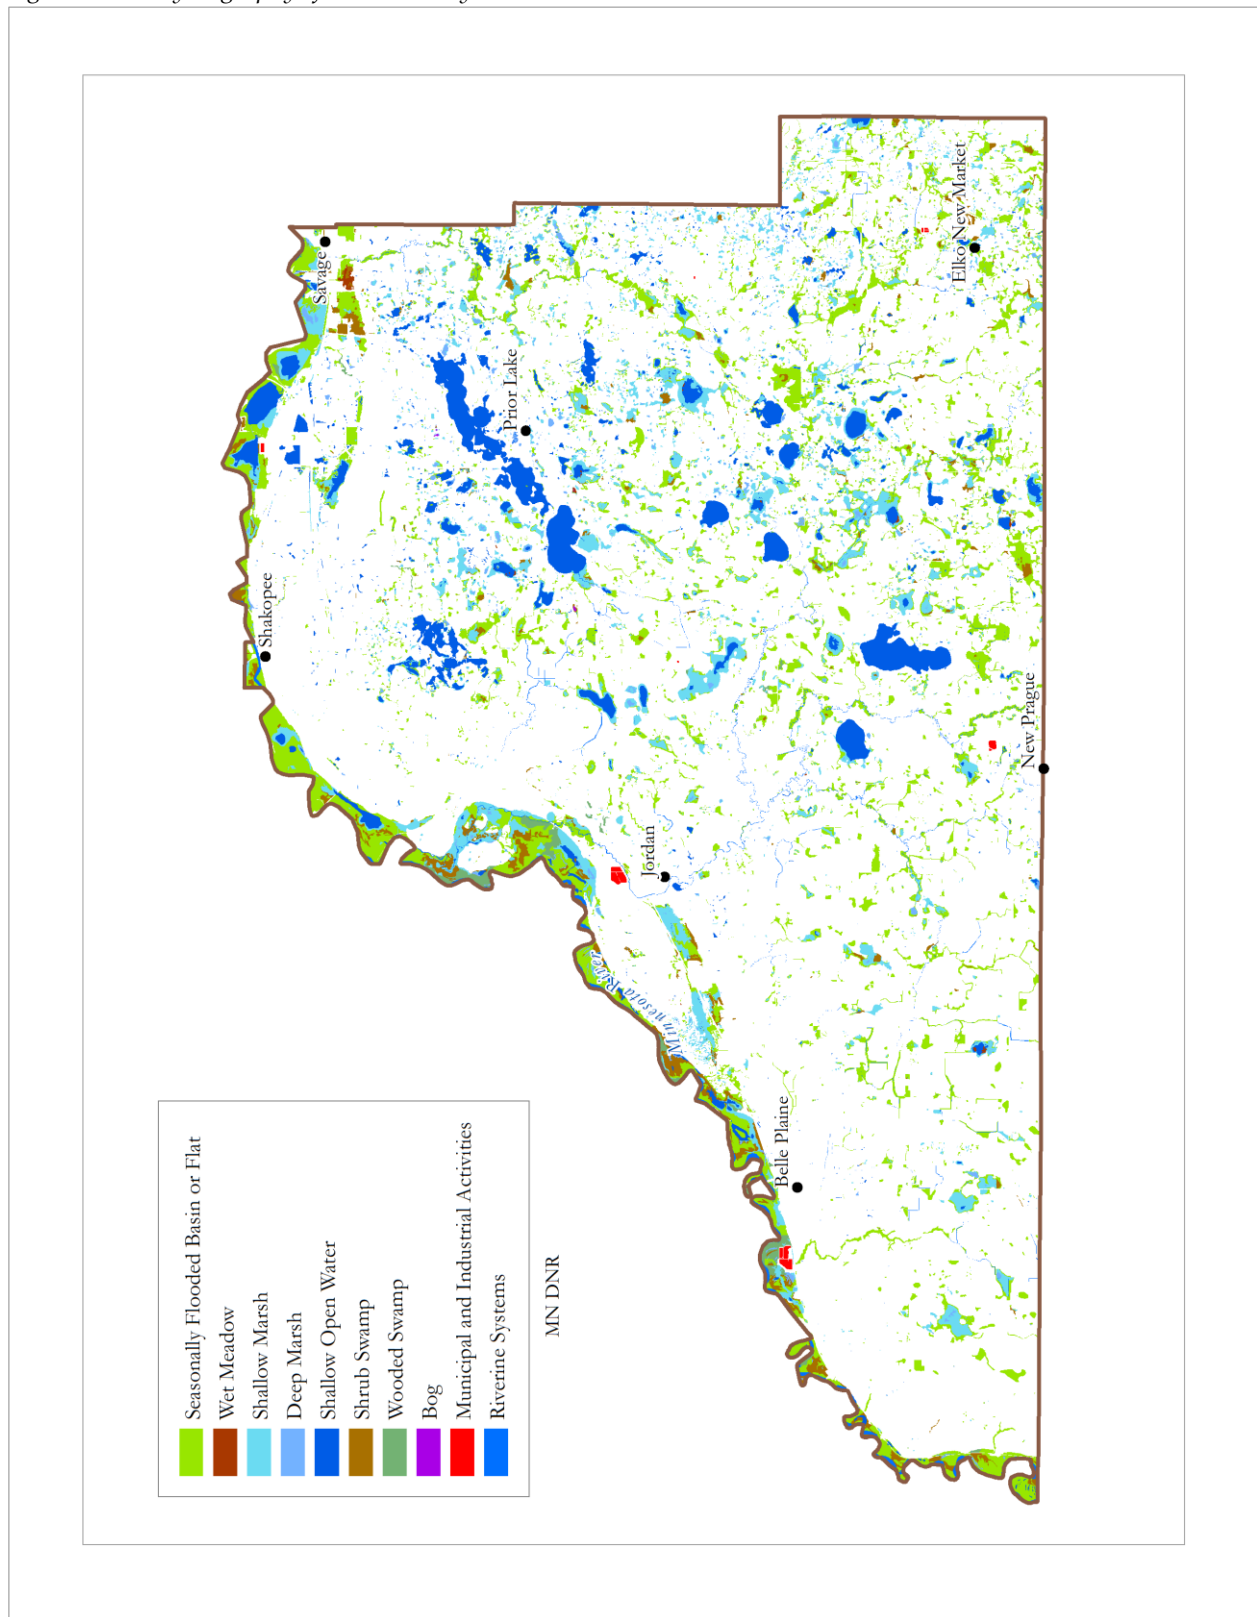 Seasonally Flooded Basin or Flat
Wet Meadow
Shallow Marsh
Deep Marsh
Shallow Open Water
Shrub Swamp
Wooded Swamp
Bog
Municipal and Industrial Activities
Riverine Systems
MN DNR
Savage
Shakopee
Prior Lake
Elko New Market
Jordan
New Prague
Minnesota River
Belle Plaine